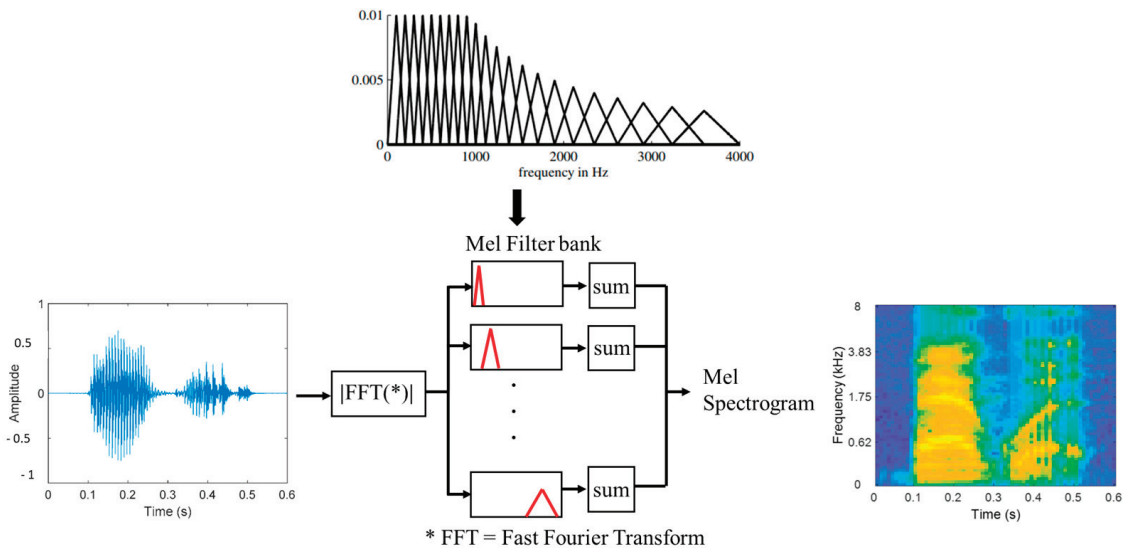 0.01
0.005
0
0 1000 2000 3000 4000
frequency in Hz
Mel Filter bank
sum
sum
sum
|FFT(*)|
Mel
Spectrogram
* FFT = Fast Fourier Transform
1
0.5
0
- 0.5
- 1
Amplitude
0 0.1 0.2 0.3 0.4 0.5 0.6
Time (s)
8
3.83
1.75
0.62
0
Frequency (kHz)
0 0.1 0.2 0.3 0.4 0.5 0.6
Time (s)